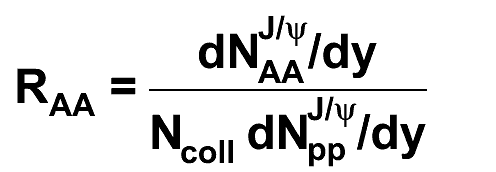 R_AA = dN_AA^J/ψ/dy
N_coll dN_pp^J/ψ/dy